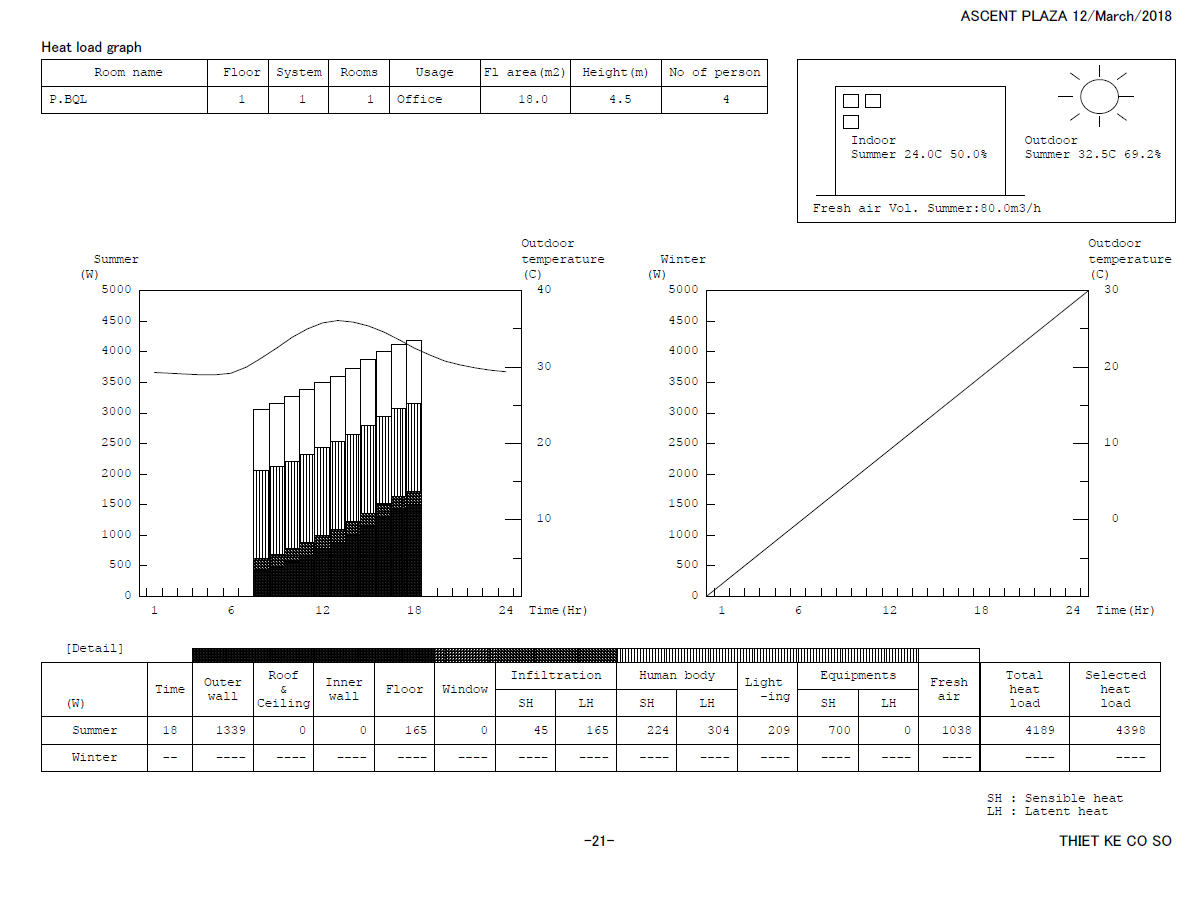 ASCENT PLAZA 12/March/2018
Heat load graph
Room name Floor System Rooms Usage Fl area(m2) Height(m) No of person
P.BQL 1 1 1 Office 18.0 4.5 4
Indoor
Summer 24.0C 50.0%
Outdoor
Summer 32.5C 69.2%
Fresh air Vol. Summer:80.0m3/h
Summer
(W)
Outdoor
temperature
(C)
5000 40
4500
4000 30
3500
3000
2500 20
2000
1500 10
1000
500
0
1 6 12 18 24 Time(Hr)
Winter
(W)
Outdoor
temperature
(C)
5000 30
4500
4000 20
3500
3000
2500 10
2000
1500 0
1000
500
0
1 6 12 18 24 Time(Hr)
[Detail]
(W) Time Outer wall Roof & Ceiling Inner wall Floor Window Infiltration SH LH Human body SH LH Light -ing Equipments SH LH Fresh air Total heat load Selected heat load
Summer 18 1339 0 0 165 0 45 165 224 304 209 700 0 1038 4189 4398
Winter -- ---- ---- ---- ---- ---- ---- ---- ---- ---- ---- ---- ---- ---- ---- ----
SH : Sensible heat
LH : Latent heat
-21-
THIET KE CO SO